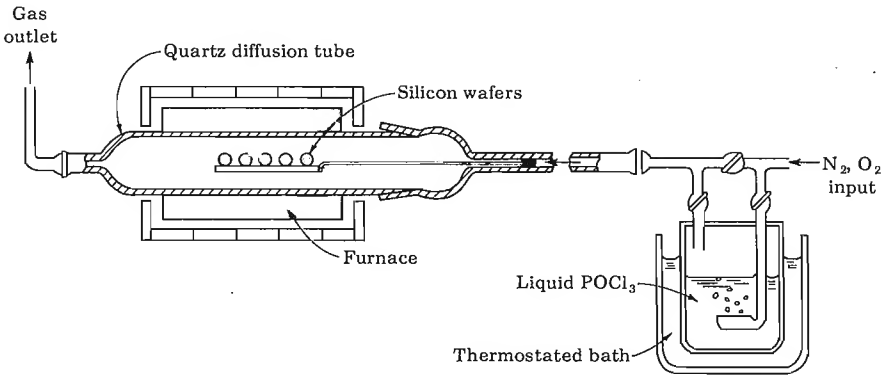 Gas
outlet
Quartz diffusion tube
Silicon wafers
N₂, O₂
input
Furnace
Liquid POCl₃
Thermostated bath